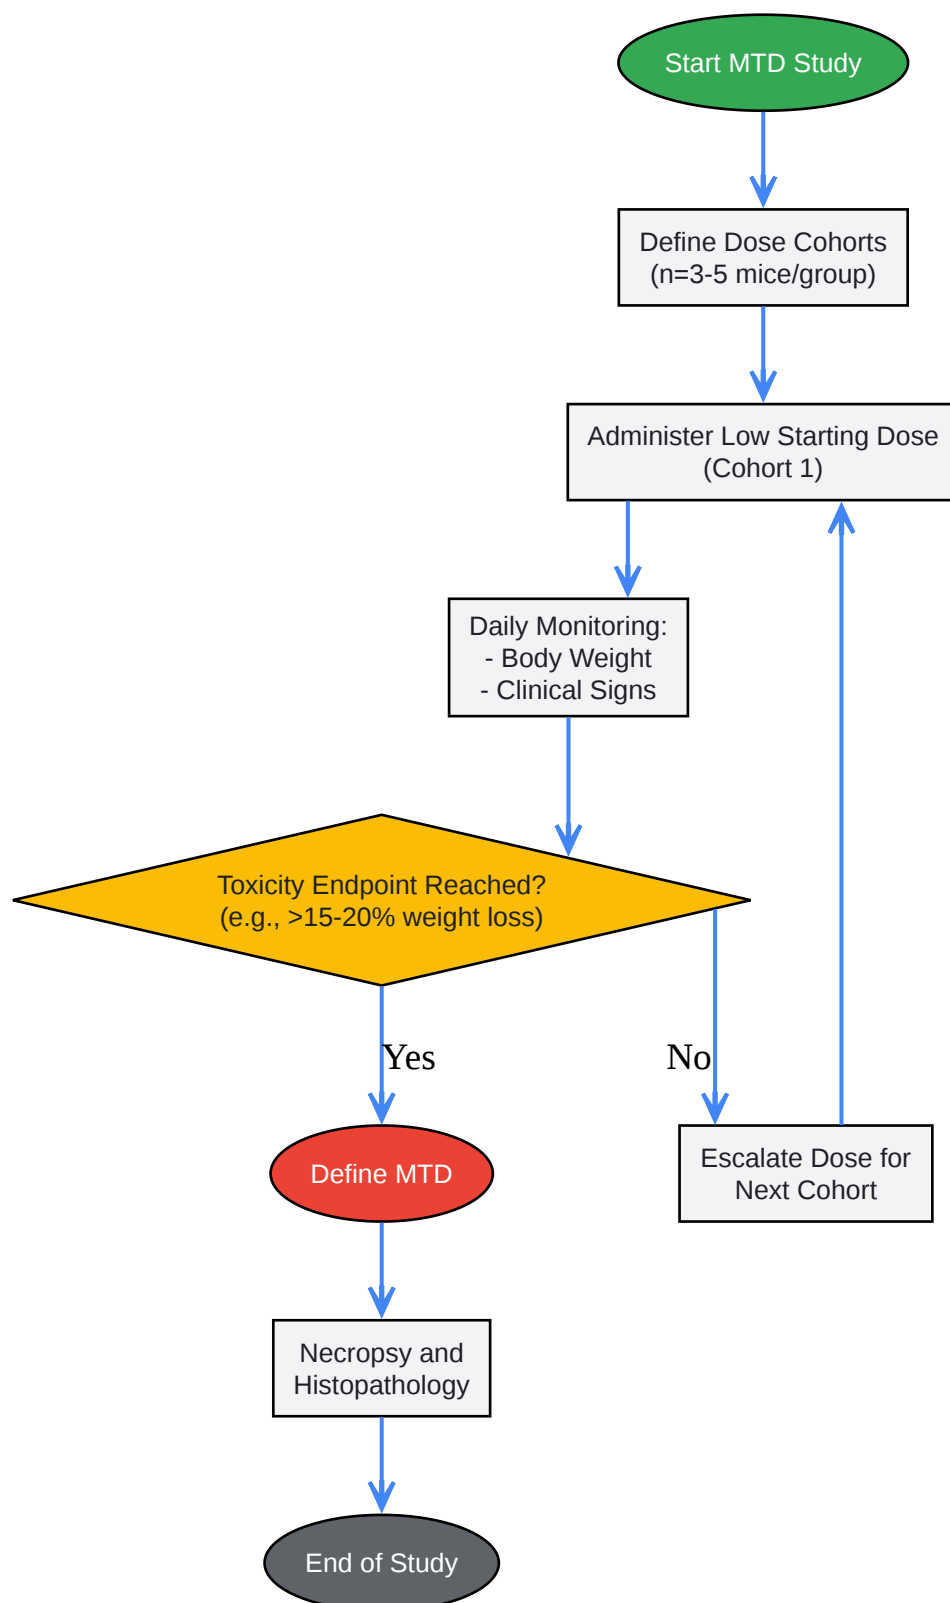 Start MTD Study
Define Dose Cohorts
(n=3-5 mice/group)
Administer Low Starting Dose
(Cohort 1)
Daily Monitoring:
- Body Weight
- Clinical Signs
Toxicity Endpoint Reached?
(e.g., >15-20% weight loss)
Yes
No
Define MTD
Escalate Dose for
Next Cohort
Necropsy and
Histopathology
End of Study